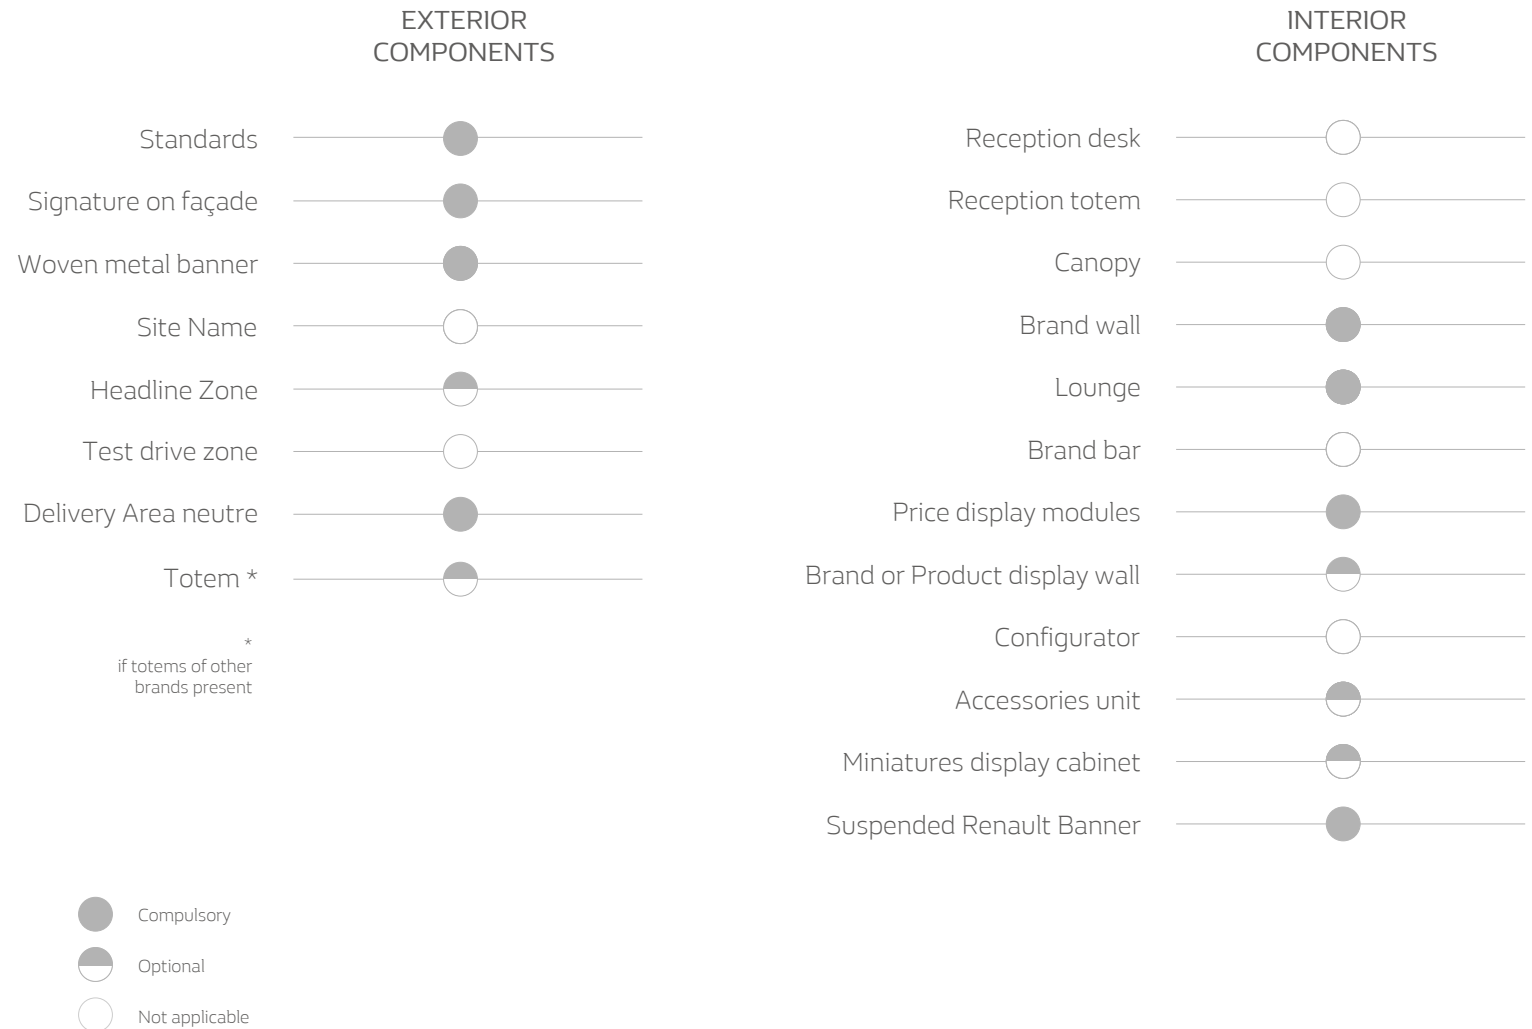 EXTERIOR
COMPONENTS
Standards
Signature on façade
Woven metal banner
Site Name
Headline Zone
Test drive zone
Delivery Area neutre
Totem *
*
if totems of other
brands present
INTERIOR
COMPONENTS
Reception desk
Reception totem
Canopy
Brand wall
Lounge
Brand bar
Price display modules
Brand or Product display wall
Configurator
Accessories unit
Miniatures display cabinet
Suspended Renault Banner
Compulsory
Optional
Not applicable